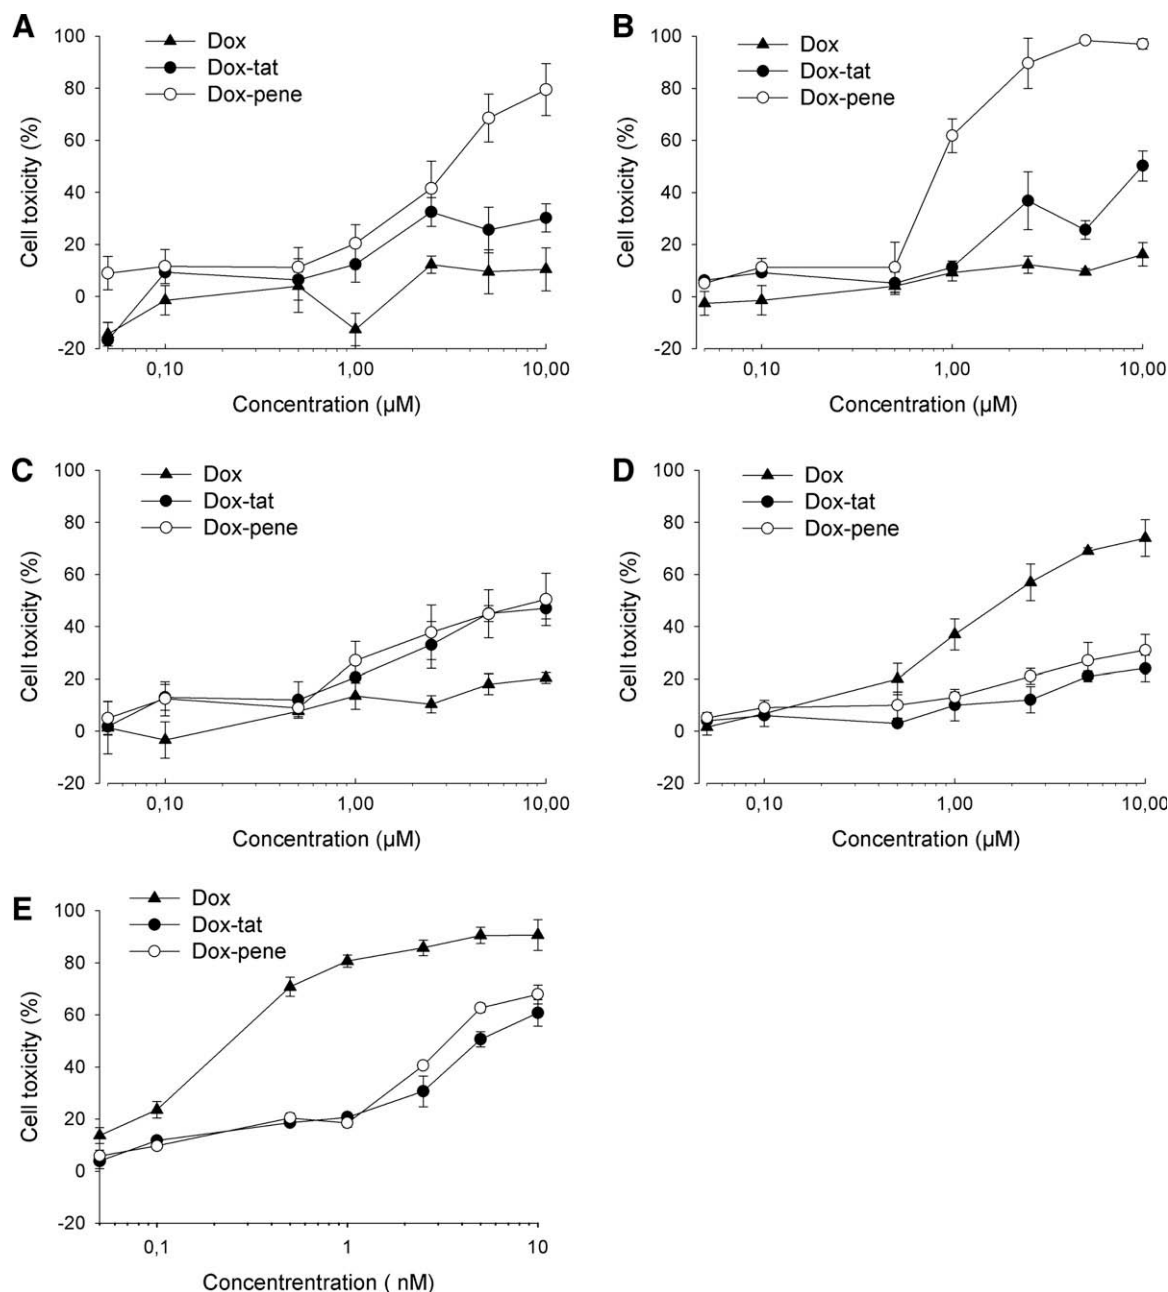 A
Dox
Dox-tat
Dox-pene
Cell toxicity (%)
100
80
60
40
20
0
-20
0,10
1,00
10,00
Concentration (µM)
B
Dox
Dox-tat
Dox-pene
Cell toxicity (%)
100
80
60
40
20
0
-20
0,10
1,00
10,00
Concentration (µM)
C
Dox
Dox-tat
Dox-pene
Cell toxicity (%)
100
80
60
40
20
0
-20
0,10
1,00
10,00
Concentration (µM)
D
Dox
Dox-tat
Dox-pene
Cell toxicity (%)
100
80
60
40
20
0
-20
0,10
1,00
10,00
Concentration (µM)
E
Dox
Dox-tat
Dox-pene
Cell toxicity (%)
100
80
60
40
20
0
-20
0,1
1
10
Concentrentration ( nM)